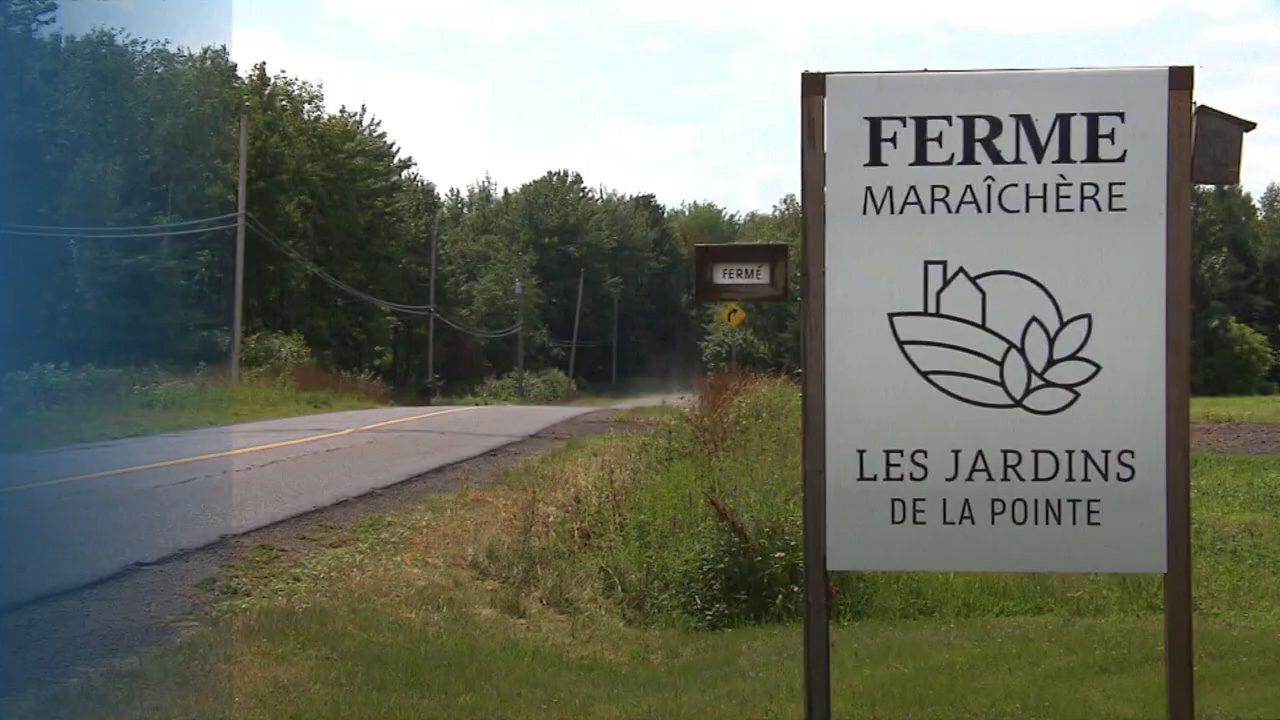 FERME
MARAÎCHÈRE
LES JARDINS
DE LA POINTE
FERMÉ